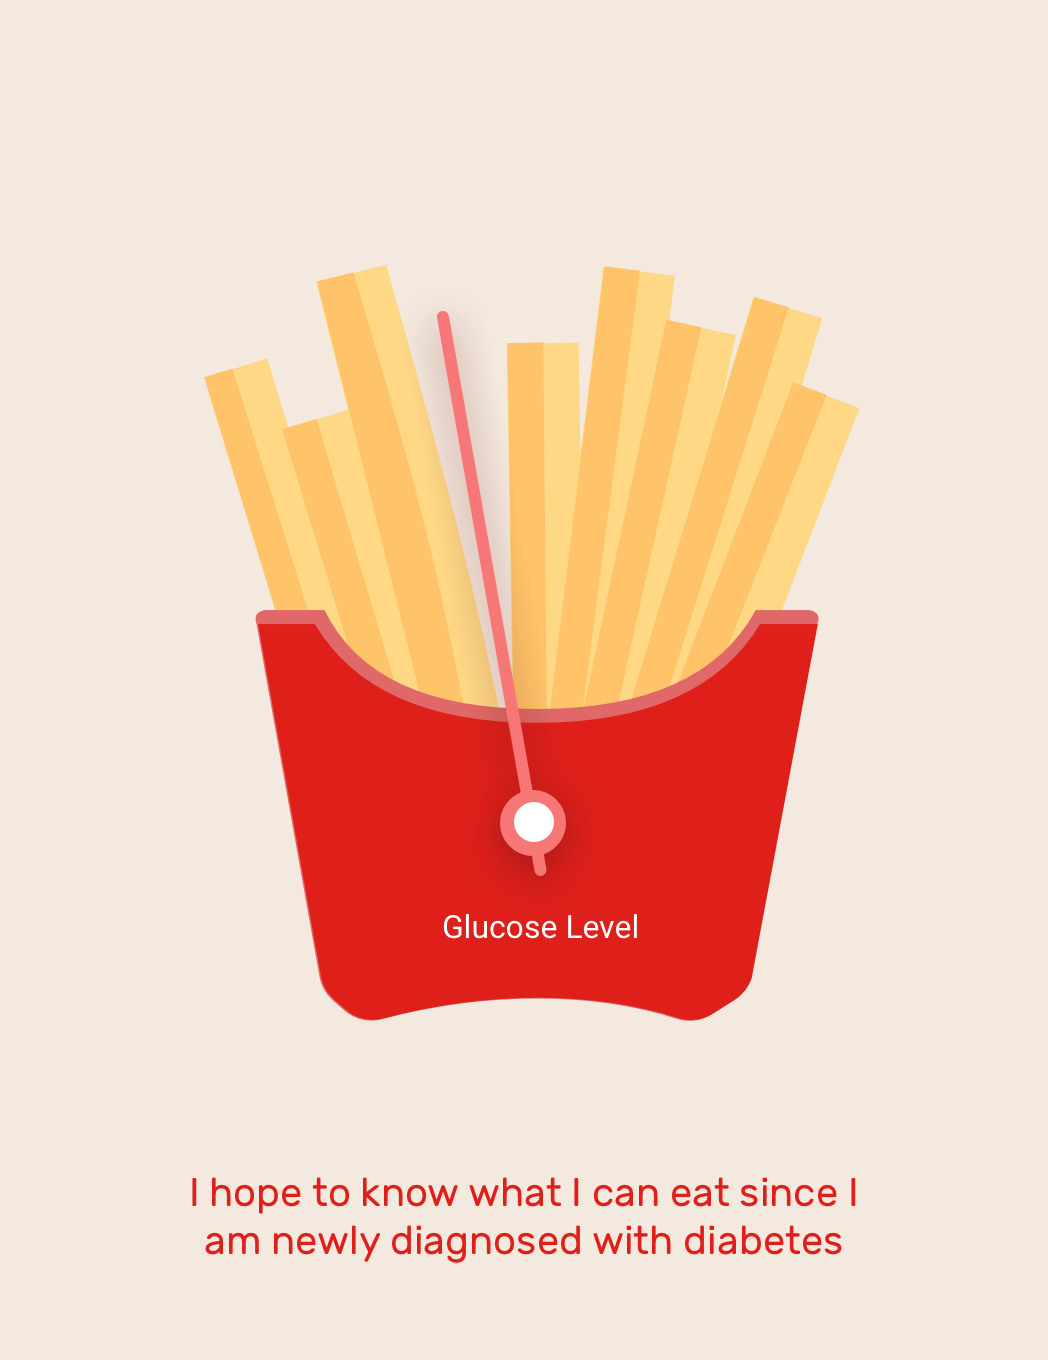 Glucose Level
I hope to know what I can eat since I
am newly diagnosed with diabetes